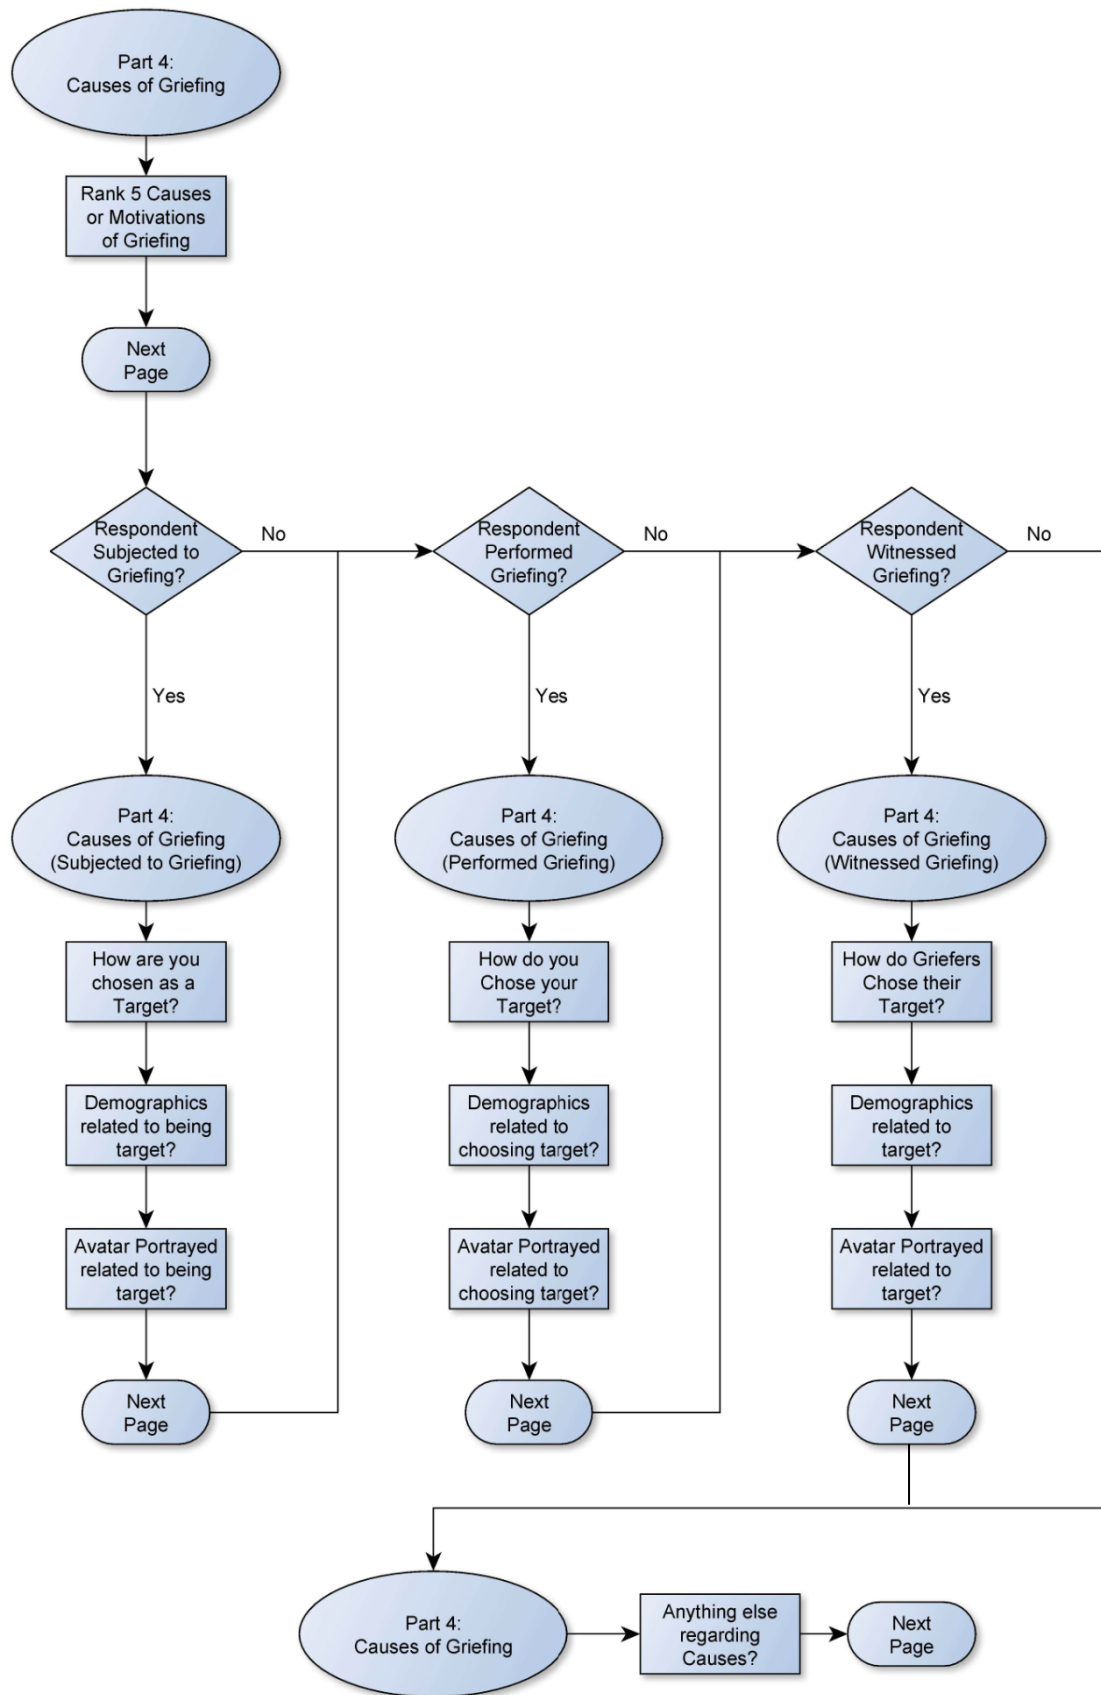 Part 4:
Causes of Griefing
Rank 5 Causes
or Motivations
of Griefing
Next
Page
Respondent
Subjected to
Griefing?
No
Yes
Respondent
Performed
Griefing?
No
Yes
Respondent
Witnessed
Griefing?
No
Yes
Part 4:
Causes of Griefing
(Subjected to Griefing)
How are you
chosen as a
Target?
Demographics
related to being
target?
Avatar Portrayed
related to being
target?
Next
Page
Part 4:
Causes of Griefing
(Performed Griefing)
How do you
Chose your
Target?
Demographics
related to
choosing target?
Avatar Portrayed
related to
choosing target?
Next
Page
Part 4:
Causes of Griefing
(Witnessed Griefing)
How do Griefers
Chose their
Target?
Demographics
related to
target?
Avatar Portrayed
related to
target?
Next
Page
Part 4:
Causes of Griefing
Anything else
regarding
Causes?
Next
Page